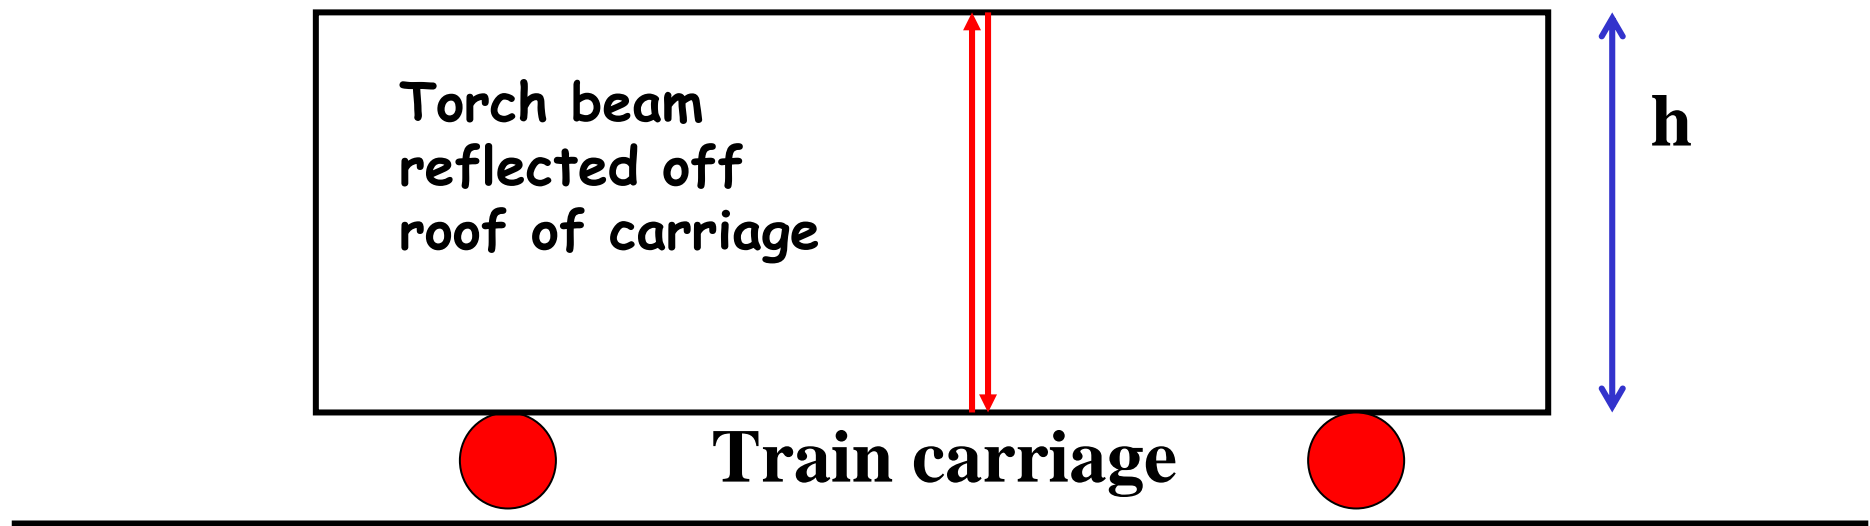 Torch beam
reflected off
roof of carriage
h
Train carriage